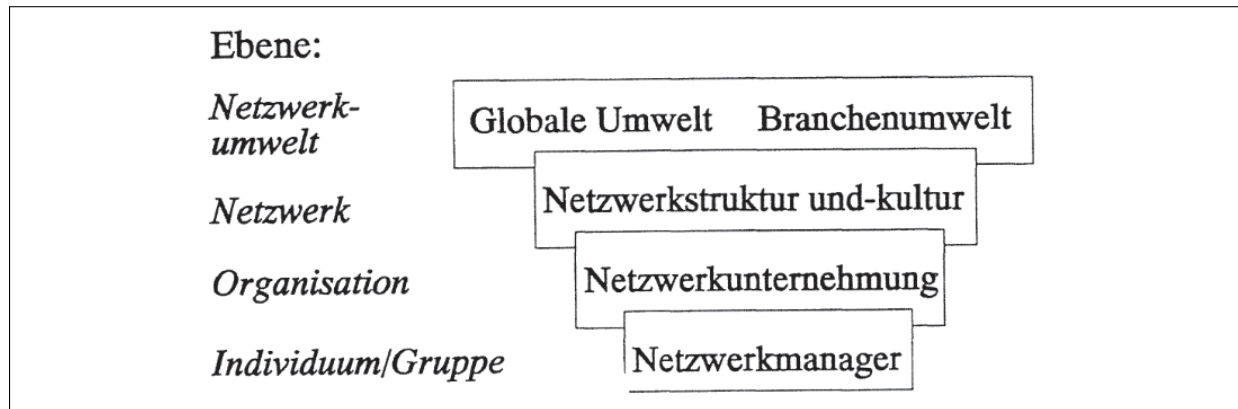 Ebene:
Netzwerk-
umwelt
Globale Umwelt Branchenumwelt
Netzwerk
Netzwerkstruktur und-kultur
Organisation
Netzwerkunternehmung
Individuum/Gruppe
Netzwerkmanager